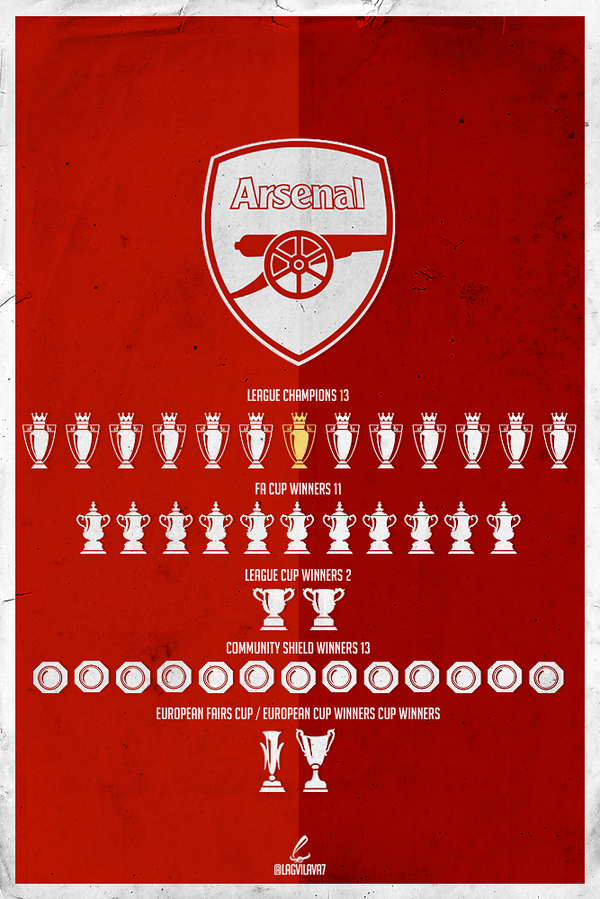 Arsenal
LEAGUE CHAMPIONS 13
FA CUP WINNERS 11
LEAGUE CUP WINNERS 2
COMMUNITY SHIELD WINNERS 13
EUROPEAN FAIRS CUP / EUROPEAN CUP WINNERS CUP WINNERS
@LAGVILAVA7